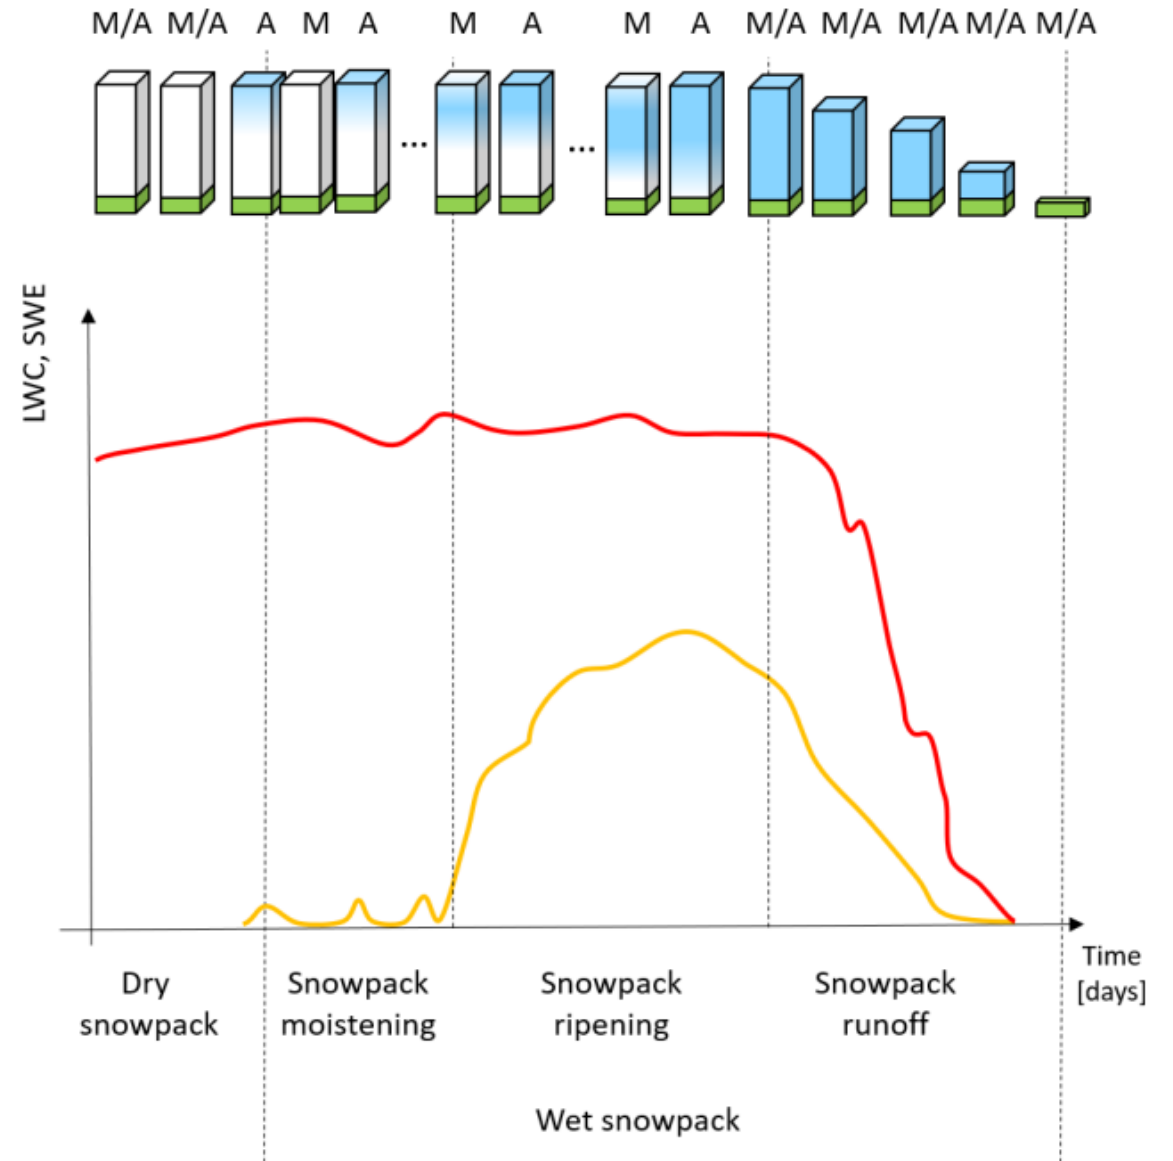 M/A M/A A M A M A M A M/A M/A M/A M/A M/A
... ...
LWC, SWE
Time
[days]
Dry
snowpack
Snowpack
moistening
Snowpack
ripening
Snowpack
runoff
Wet snowpack